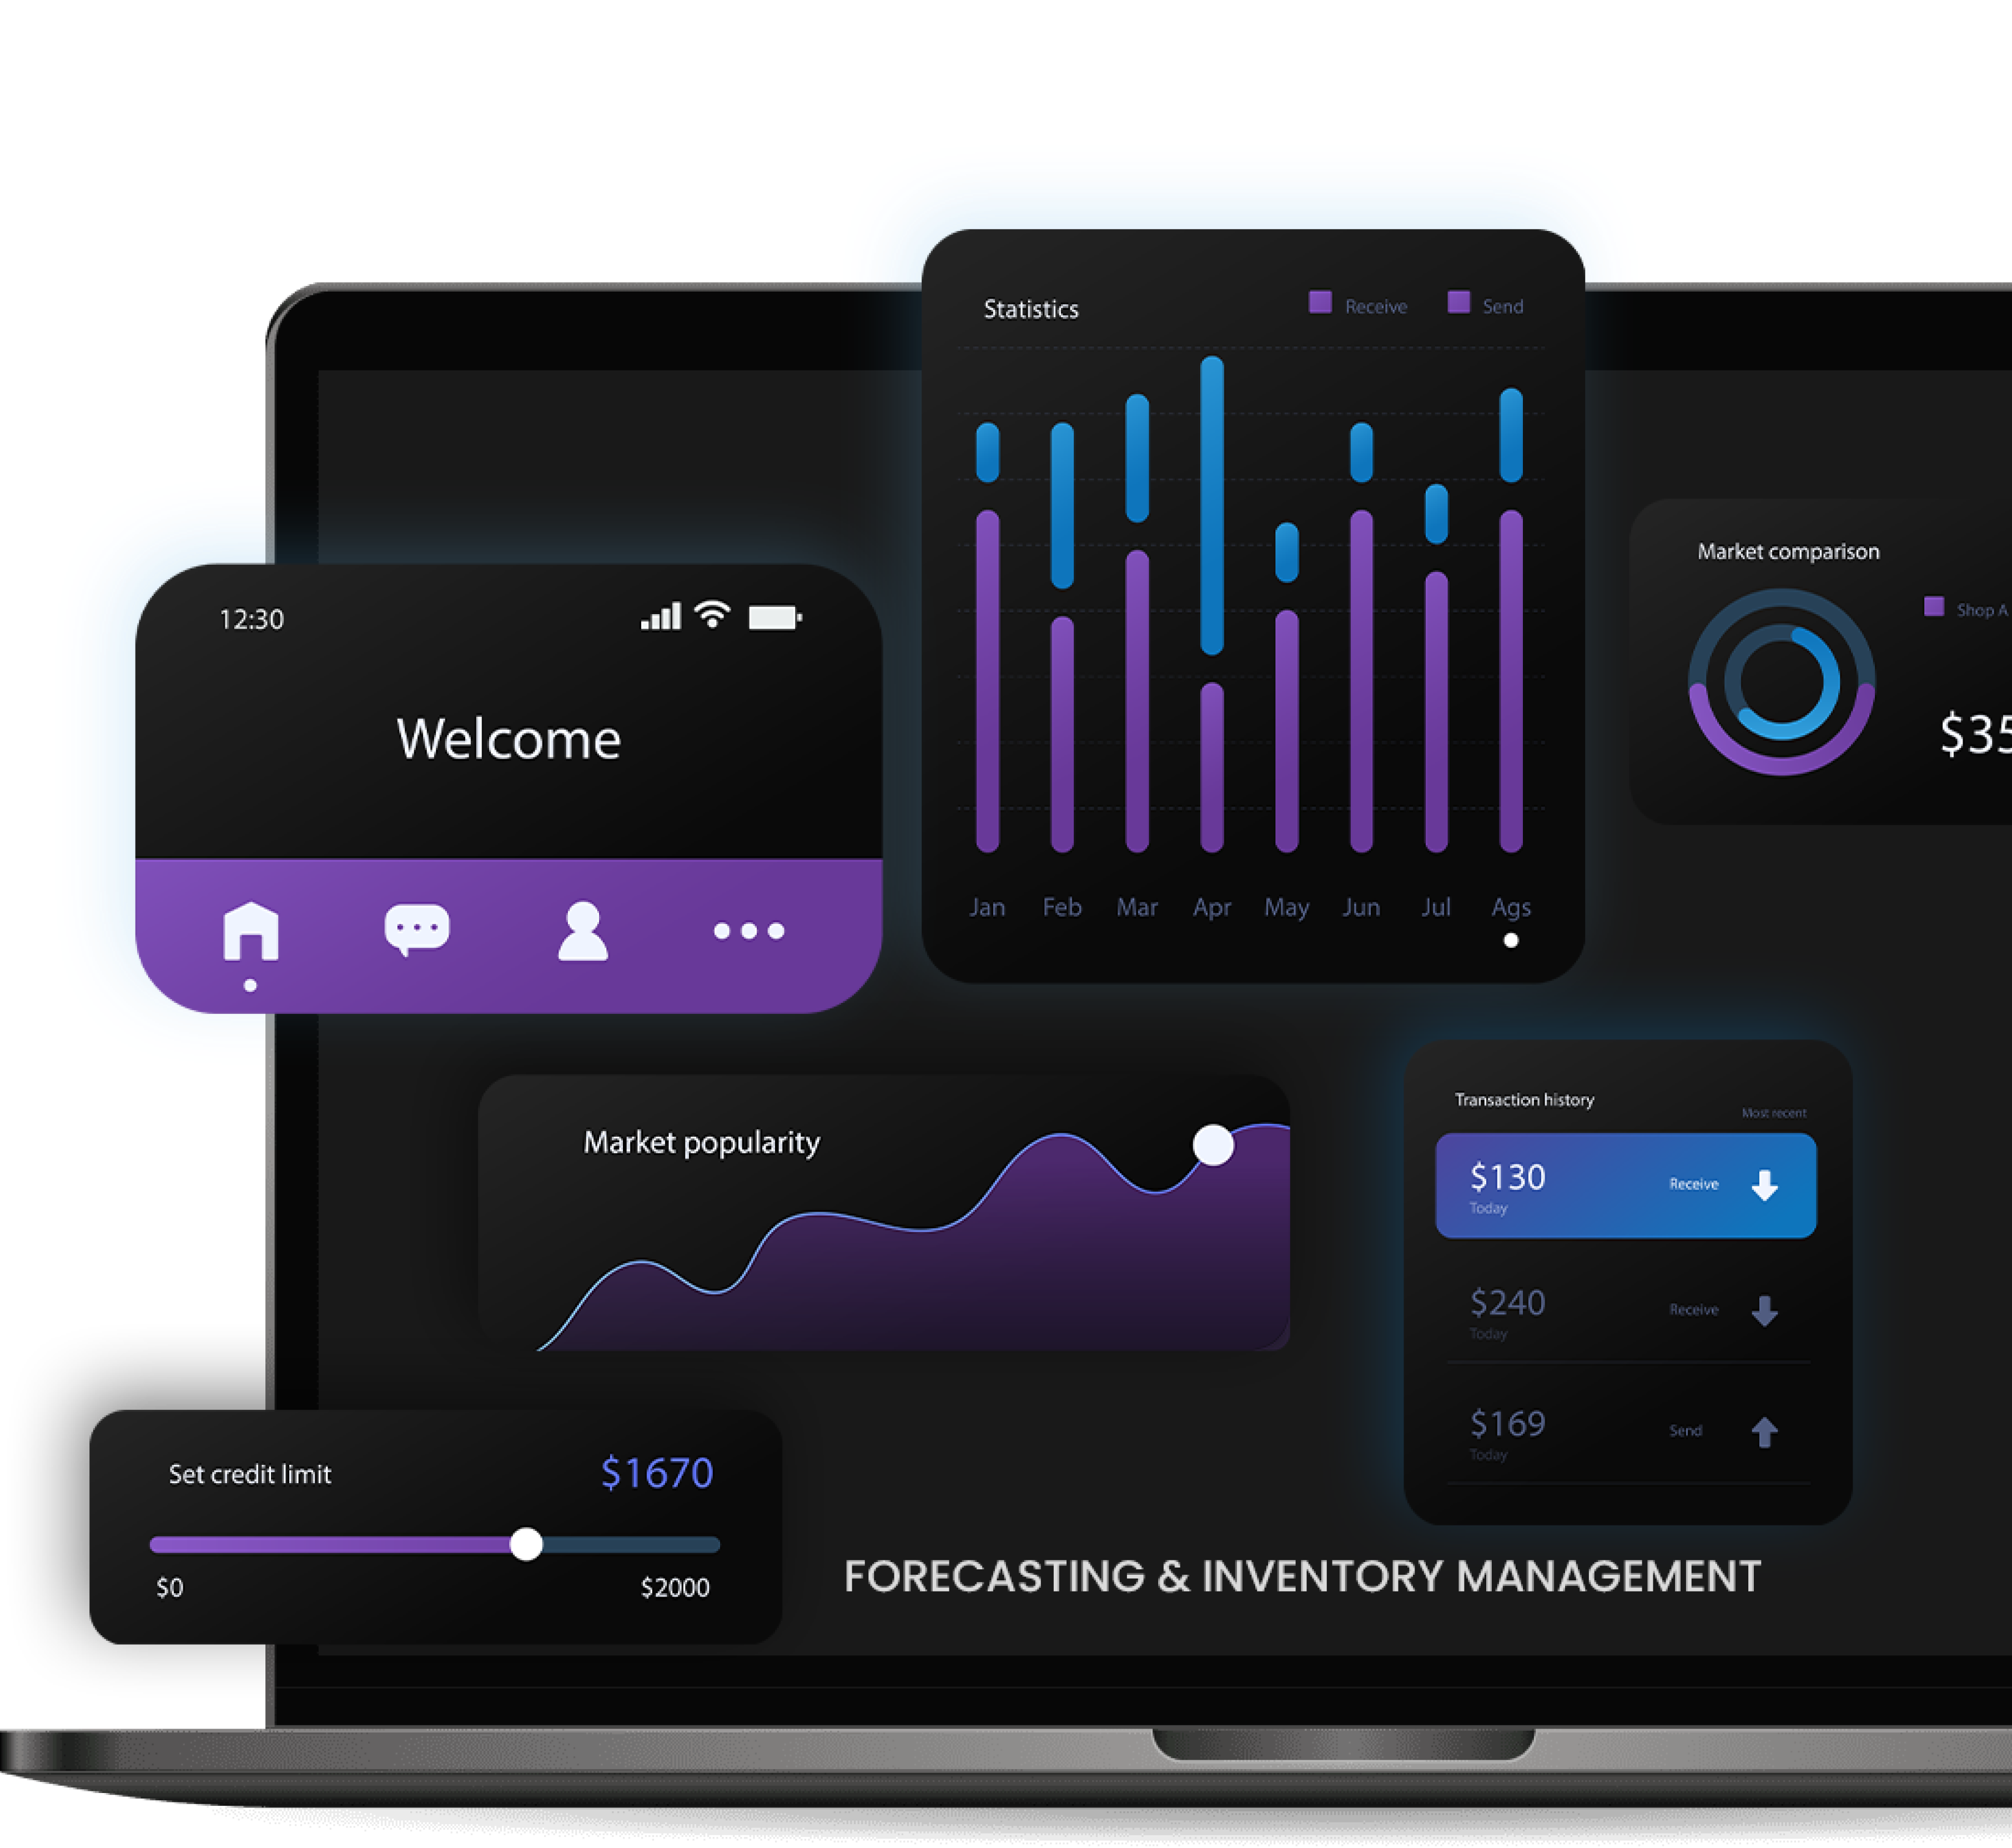 Statistics
Receive
Send
Jan Feb Mar Apr May Jun Jul Ags
12:30
Welcome
Market comparison
Shop A
$35
Market popularity
Transaction history
Most recent
$130
Receive
Today
$240
Receive
Today
$169
Send
Today
Set credit limit
$1670
$0
$2000
FORECASTING & INVENTORY MANAGEMENT